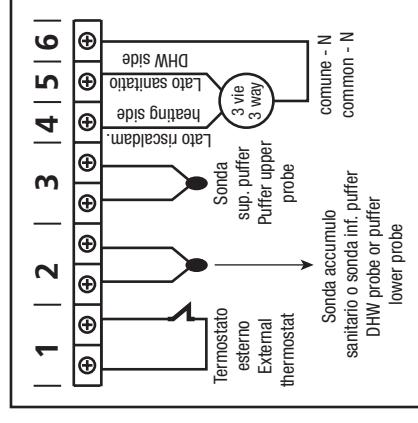 1
2
3
4
5
6
Termostato
esterno
External
thermostat
Sonda accumulo
sanitario o sonda inf. puffer
DHW probe or puffer
lower probe
Sonda
sup. puffer
Puffer upper
probe
Lato riscaldam.
heating side
Lato sanitatio
DHW side
3 vie
3 way
comune - N
common - N